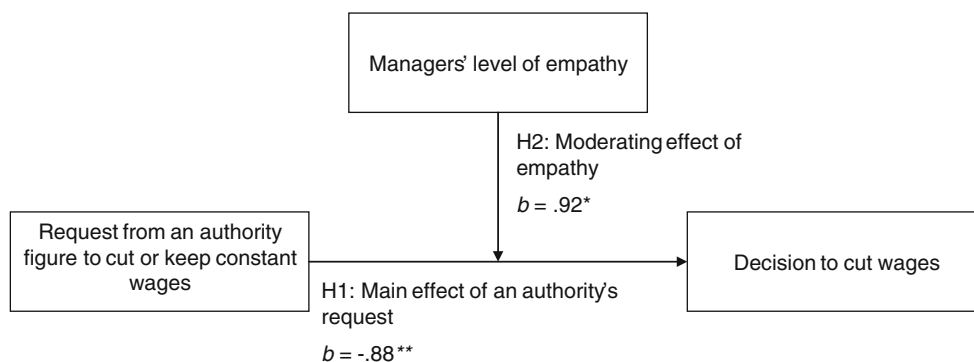 Managers' level of empathy
H2: Moderating effect of
empathy
b = .92*
Request from an authority
figure to cut or keep constant
wages
Decision to cut wages
H1: Main effect of an authority's
request
b = -.88**